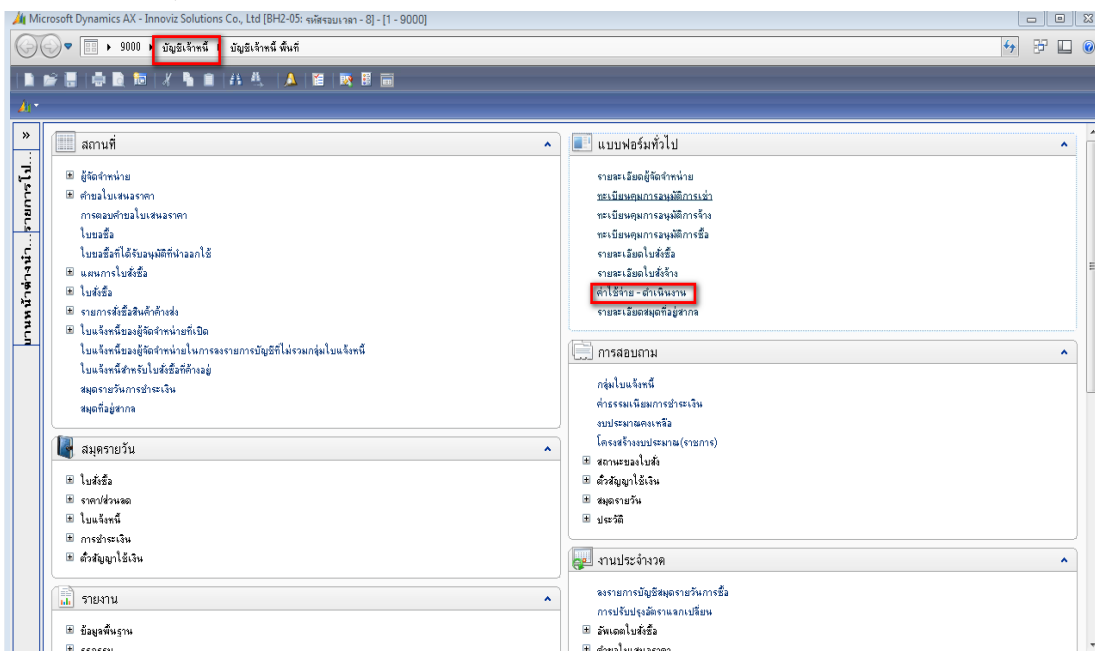 Microsoft Dynamics AX - Innoviz Solutions Co., Ltd [BH2-05: รหัสรอบเวลา - 8] - [1 - 9000]
9000 บัญชีเจ้าหนี้ บัญชีเจ้าหนี้ พื้นที่
สถานที่
ผู้จัดจำหน่าย
คำขอใบเสนอราคา
การตอบคำขอใบเสนอราคา
ใบขอซื้อ
ใบขอซื้อที่ได้รับอนุมัติที่นำออกใช้
แผนการใบสั่งซื้อ
ใบสั่งซื้อ
รายการสั่งซื้อสินค้าค้างส่ง
ใบแจ้งหนี้ของผู้จัดจำหน่ายที่เปิด
ใบแจ้งหนี้ของผู้จัดจำหน่ายในการลงรายการบัญชีที่ไม่รวมกลุ่มใบแจ้งหนี้
ใบแจ้งหนี้สำหรับใบสั่งซื้อที่ค้างอยู่
สมุดรายวันการชำระเงิน
สมุดที่อยู่สากล
สมุดรายวัน
ใบสั่งซื้อ
ราคา/ส่วนลด
ใบแจ้งหนี้
การชำระเงิน
ตั๋วสัญญาใช้เงิน
รายงาน
ข้อมูลพื้นฐาน
แบบฟอร์มทั่วไป
รายละเอียดผู้จัดจำหน่าย
ทะเบียนคุมการอนุมัติการเช่า
ทะเบียนคุมการอนุมัติการจ้าง
ทะเบียนคุมการอนุมัติการซื้อ
รายละเอียดใบสั่งซื้อ
รายละเอียดใบสั่งจ้าง
ค่าใช้จ่าย - ดำเนินงาน
รายละเอียดสมุดที่อยู่สากล
การสอบถาม
กลุ่มใบแจ้งหนี้
ค่าธรรมเนียมการชำระเงิน
งบประมาณคงเหลือ
โครงสร้างงบประมาณ(ราชการ)
สถานะของใบสั่ง
ตั๋วสัญญาใช้เงิน
สมุดรายวัน
ประวัติ
งานประจำงวด
ลงรายการบัญชีสมุดรายวันการซื้อ
การปรับปรุงอัตราแลกเปลี่ยน
อัพเดตใบสั่งซื้อ
คำขอใบเสนอราคา
รายการโป...
บานหน้าต่างนำ...